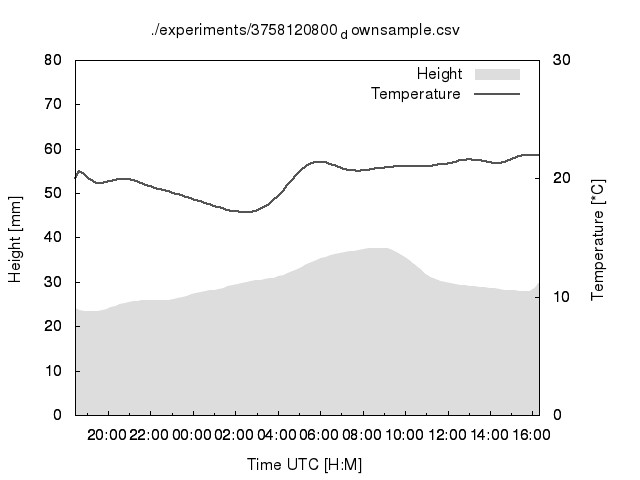 ./experiments/3758120800downsample.csv
Height
Temperature
80
70
60
50
40
30
20
10
0
30
20
10
0
Height [mm]
Temperature [*C]
20:00 22:00 00:00 02:00 04:00 06:00 08:00 10:00 12:00 14:00 16:00
Time UTC [H:M]